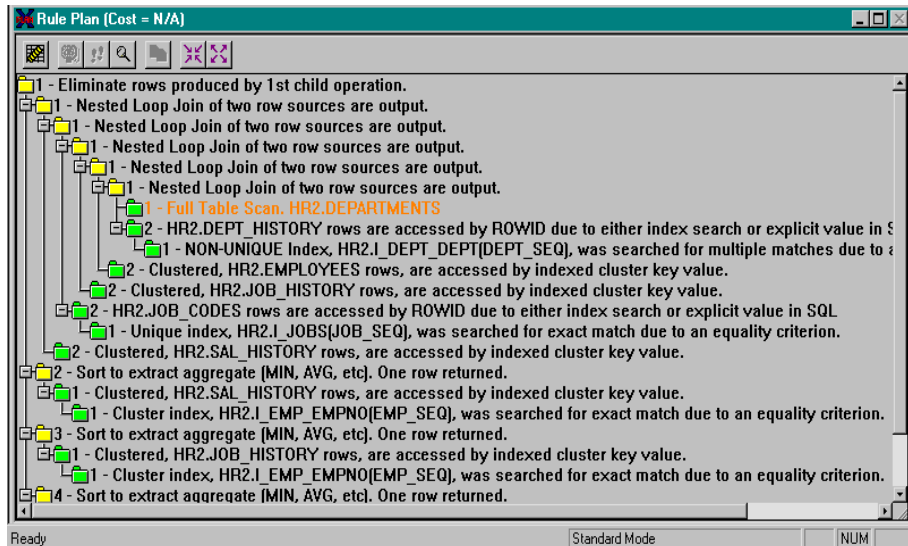 Rule Plan (Cost = N/A)
1 - Eliminate rows produced by 1st child operation.
1 - Nested Loop Join of two row sources are output.
1 - Nested Loop Join of two row sources are output.
1 - Nested Loop Join of two row sources are output.
1 - Nested Loop Join of two row sources are output.
1 - Nested Loop Join of two row sources are output.
1 - Full Table Scan. HR2.DEPARTMENTS
2 - HR2.DEPT_HISTORY rows are accessed by ROWID due to either index search or explicit value in
1 - NON-UNIQUE Index, HR2.I_DEPT_DEPT(DEPT_SEQ), was searched for multiple matches due to
2 - Clustered, HR2.EMPLOYEES rows, are accessed by indexed cluster key value.
2 - Clustered, HR2.JOB_HISTORY rows, are accessed by indexed cluster key value.
2 - HR2.JOB_CODES rows are accessed by ROWID due to either index search or explicit value in SQL
1 - Unique index, HR2.I_JOBS(JOB_SEQ), was searched for exact match due to an equality criterion.
2 - Clustered, HR2.SAL_HISTORY rows, are accessed by indexed cluster key value.
2 - Sort to extract aggregate (MIN, AVG, etc). One row returned.
1 - Clustered, HR2.SAL_HISTORY rows, are accessed by indexed cluster key value.
1 - Cluster index, HR2.I_EMP_EMPNO(EMP_SEQ), was searched for exact match due to an equality criterion.
3 - Sort to extract aggregate (MIN, AVG, etc). One row returned.
1 - Clustered, HR2.JOB_HISTORY rows, are accessed by indexed cluster key value.
1 - Cluster index, HR2.I_EMP_EMPNO(EMP_SEQ), was searched for exact match due to an equality criterion.
4 - Sort to extract aggregate (MIN, AVG, etc). One row returned.
Ready Standard Mode NUM